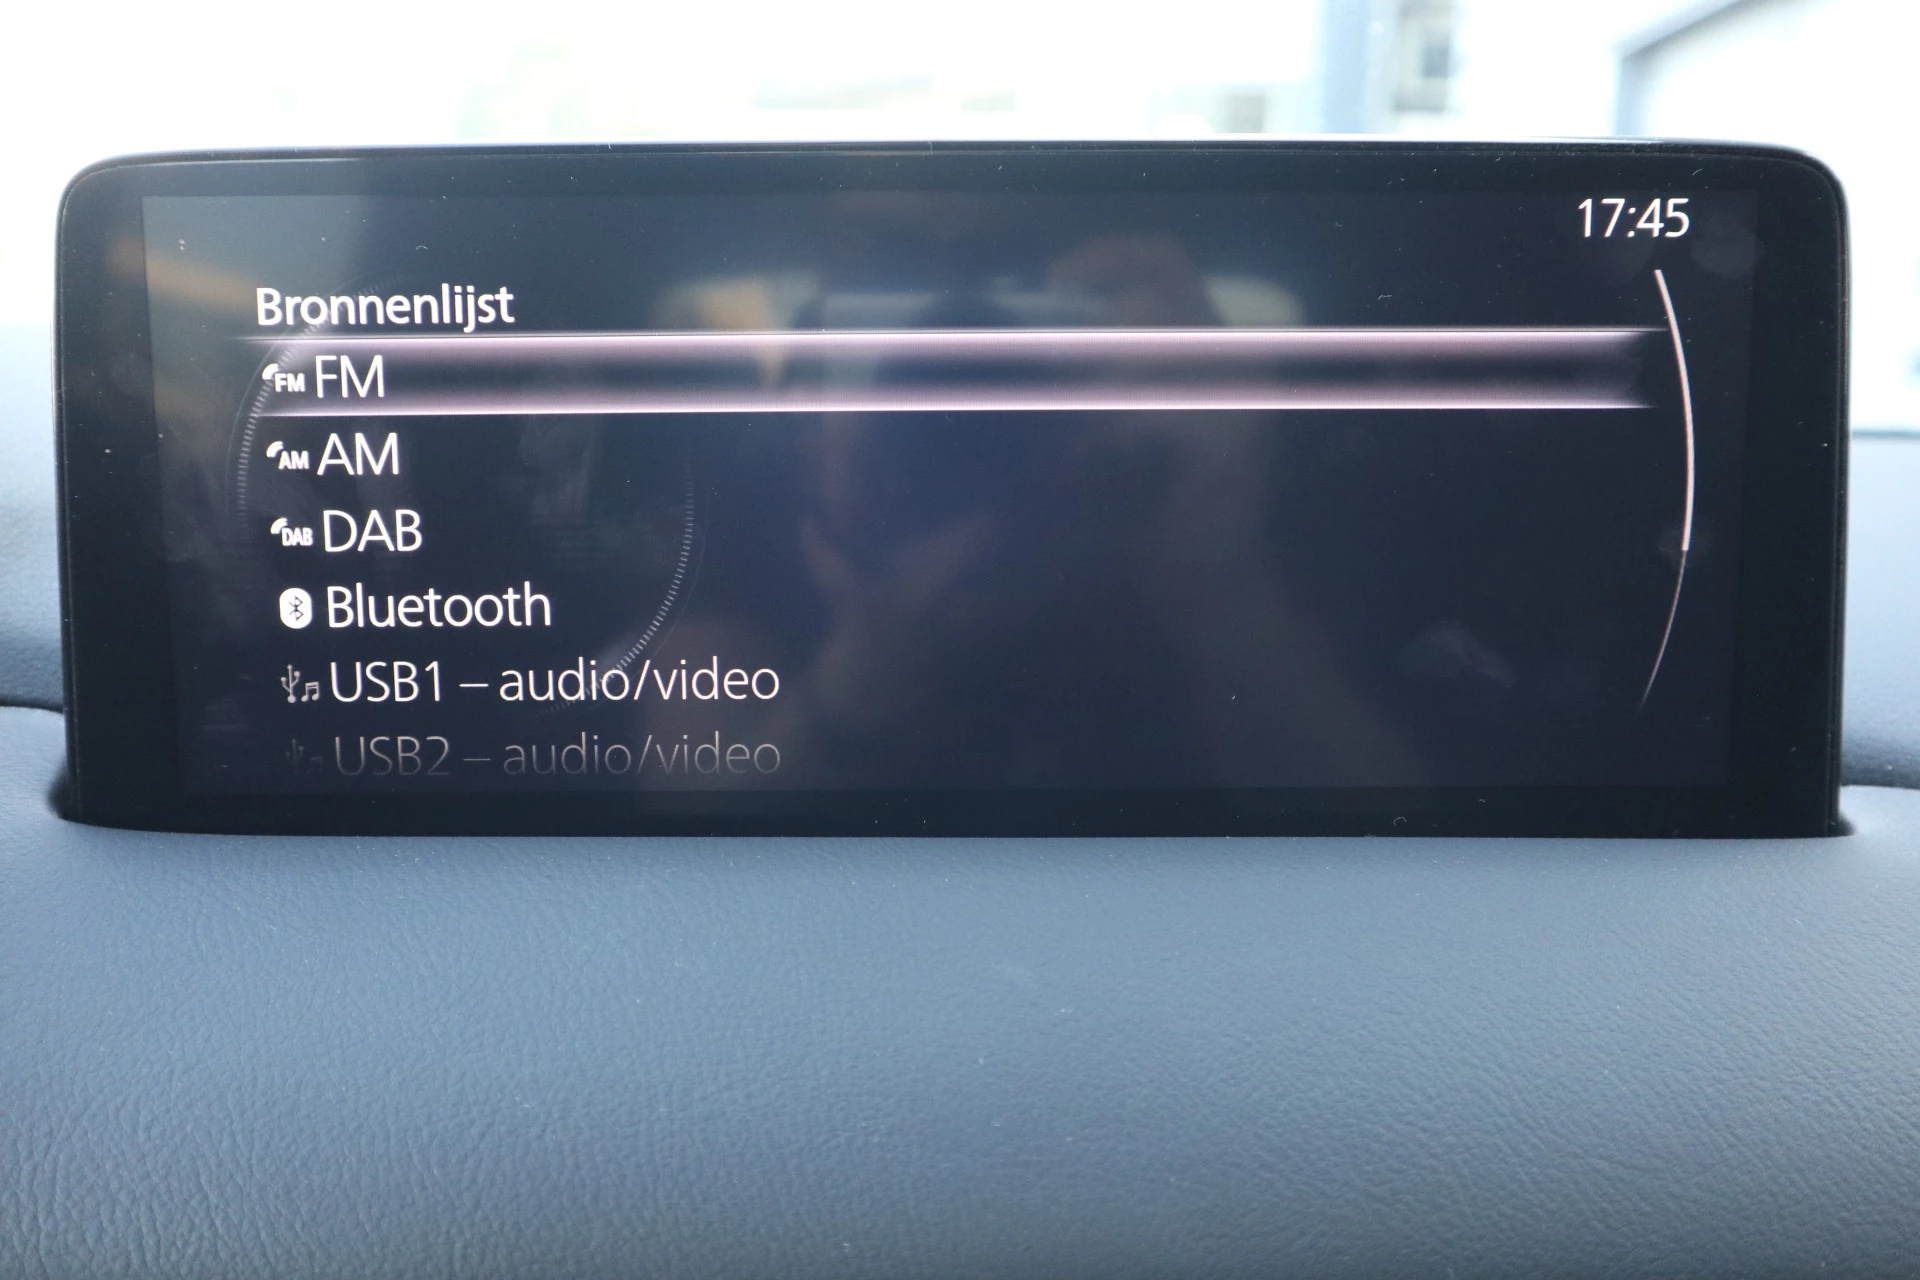 17:45
Bronnenlijst
FM FM
AM AM
DAB DAB
Bluetooth
USB1 – audio/video
USB2 – audio/video